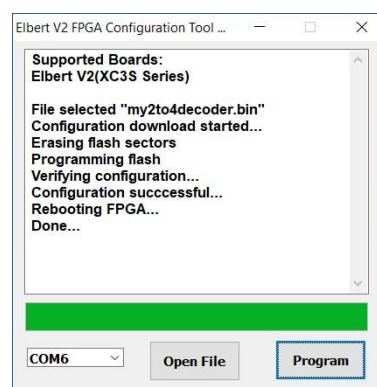 Elbert V2 FPGA Configuration Tool ...
Supported Boards:
Elbert V2(XC3S Series)
File selected "my2to4decoder.bin"
Configuration download started...
Erasing flash sectors
Programming flash
Verifying configuration...
Configuration succcessful...
Rebooting FPGA...
Done...
COM6
Open File
Program